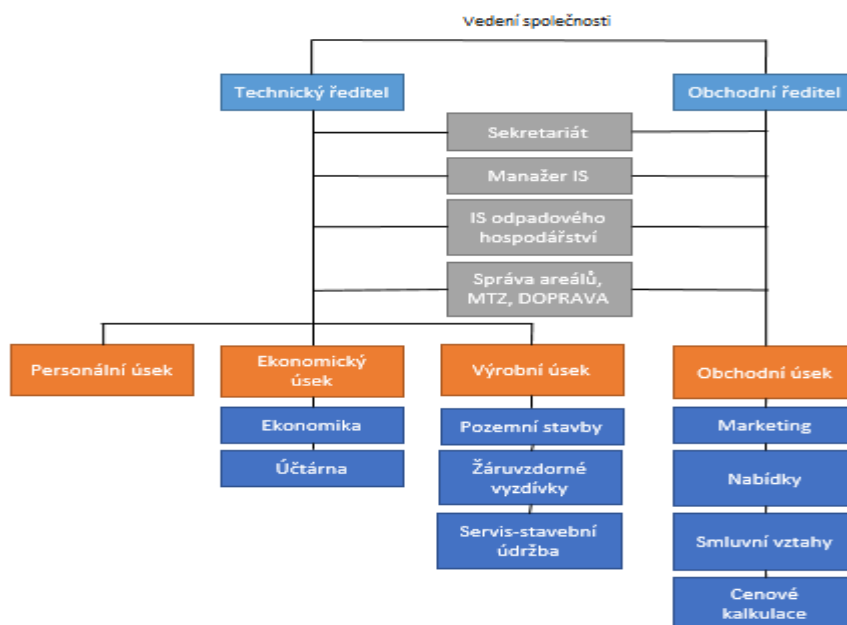 Vedení společnosti
Technický ředitel
Obchodní ředitel
Sekretariát
Manažer IS
IS odpadového
hospodářství
Správa areálů,
MTZ, DOPRAVA
Personální úsek
Ekonomický
úsek
Výrobní úsek
Obchodní úsek
Ekonomika
Účtárna
Pozemní stavby
Žáruvzdorné
vyzdívky
Servis-stavební
údržba
Marketing
Nabídky
Smluvní vztahy
Cenové
kalkulace